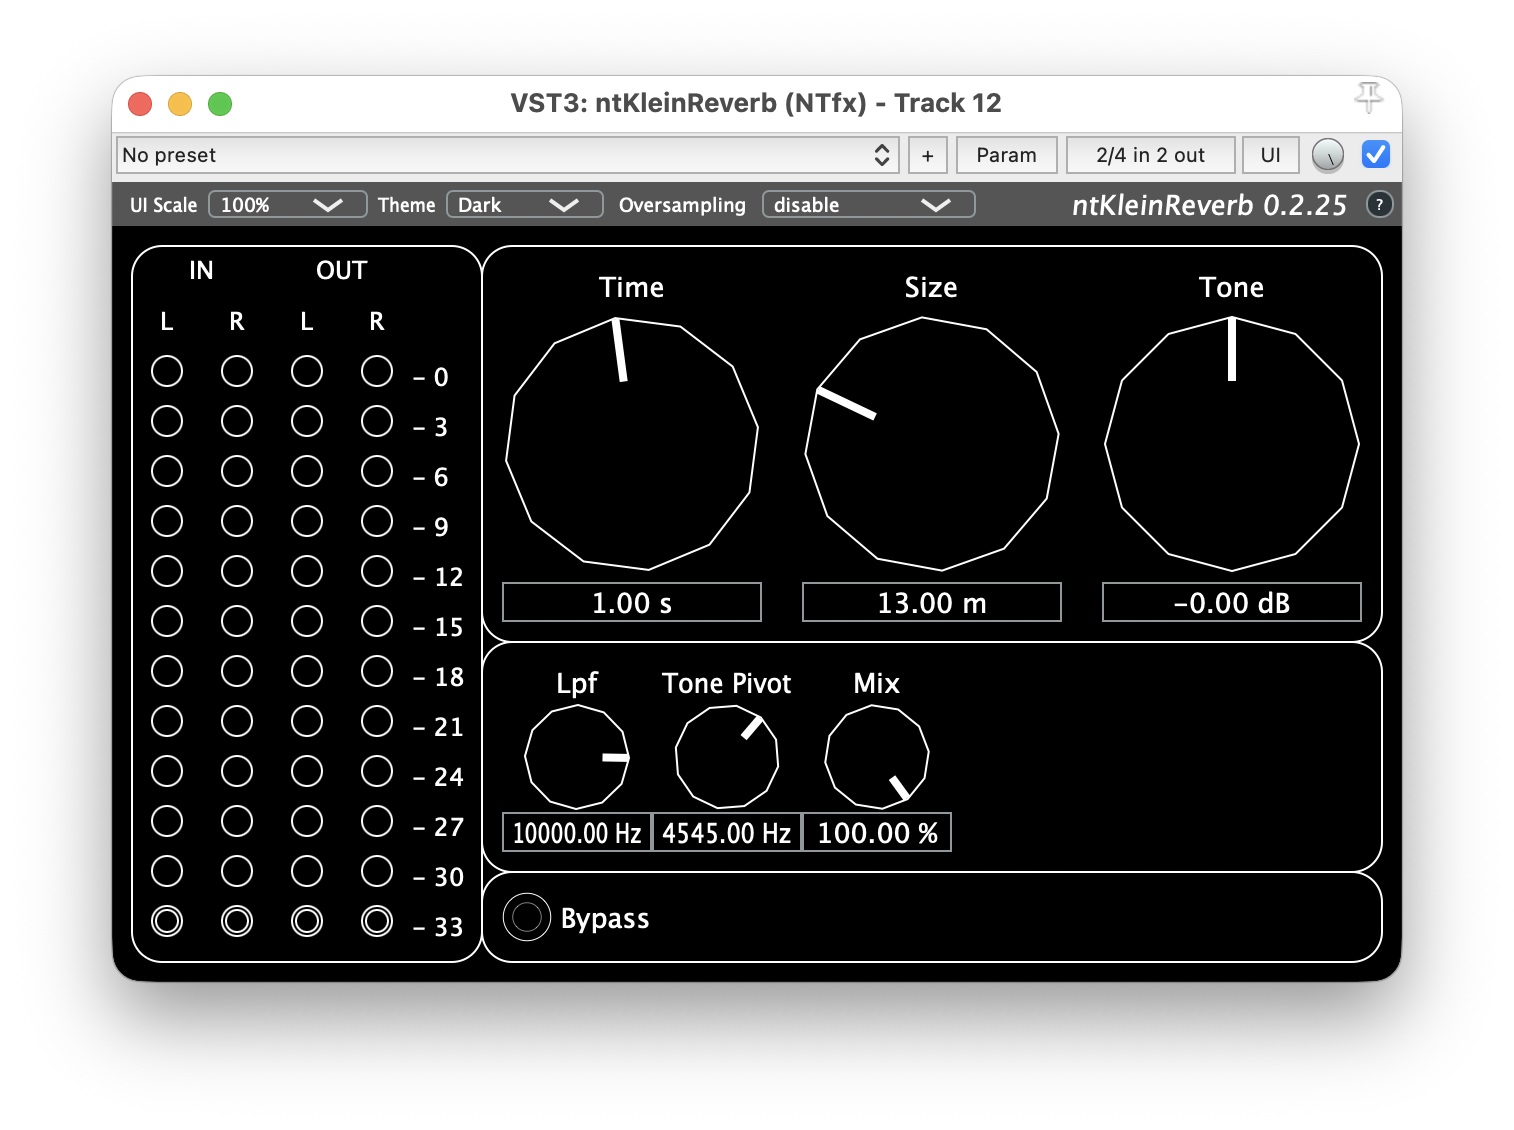 VST3: ntKleinReverb (NTfx) - Track 12
No preset + Param 2/4 in 2 out UI
UI Scale 100% Theme Dark Oversampling disable ntKleinReverb 0.2.25 ?
IN OUT
L R L R
- 0
- 3
- 6
- 9
- 12
- 15
- 18
- 21
- 24
- 27
- 30
- 33
Time Size Tone
1.00 s 13.00 m -0.00 dB
Lpf Tone Pivot Mix
10000.00 Hz 4545.00 Hz 100.00 %
Bypass